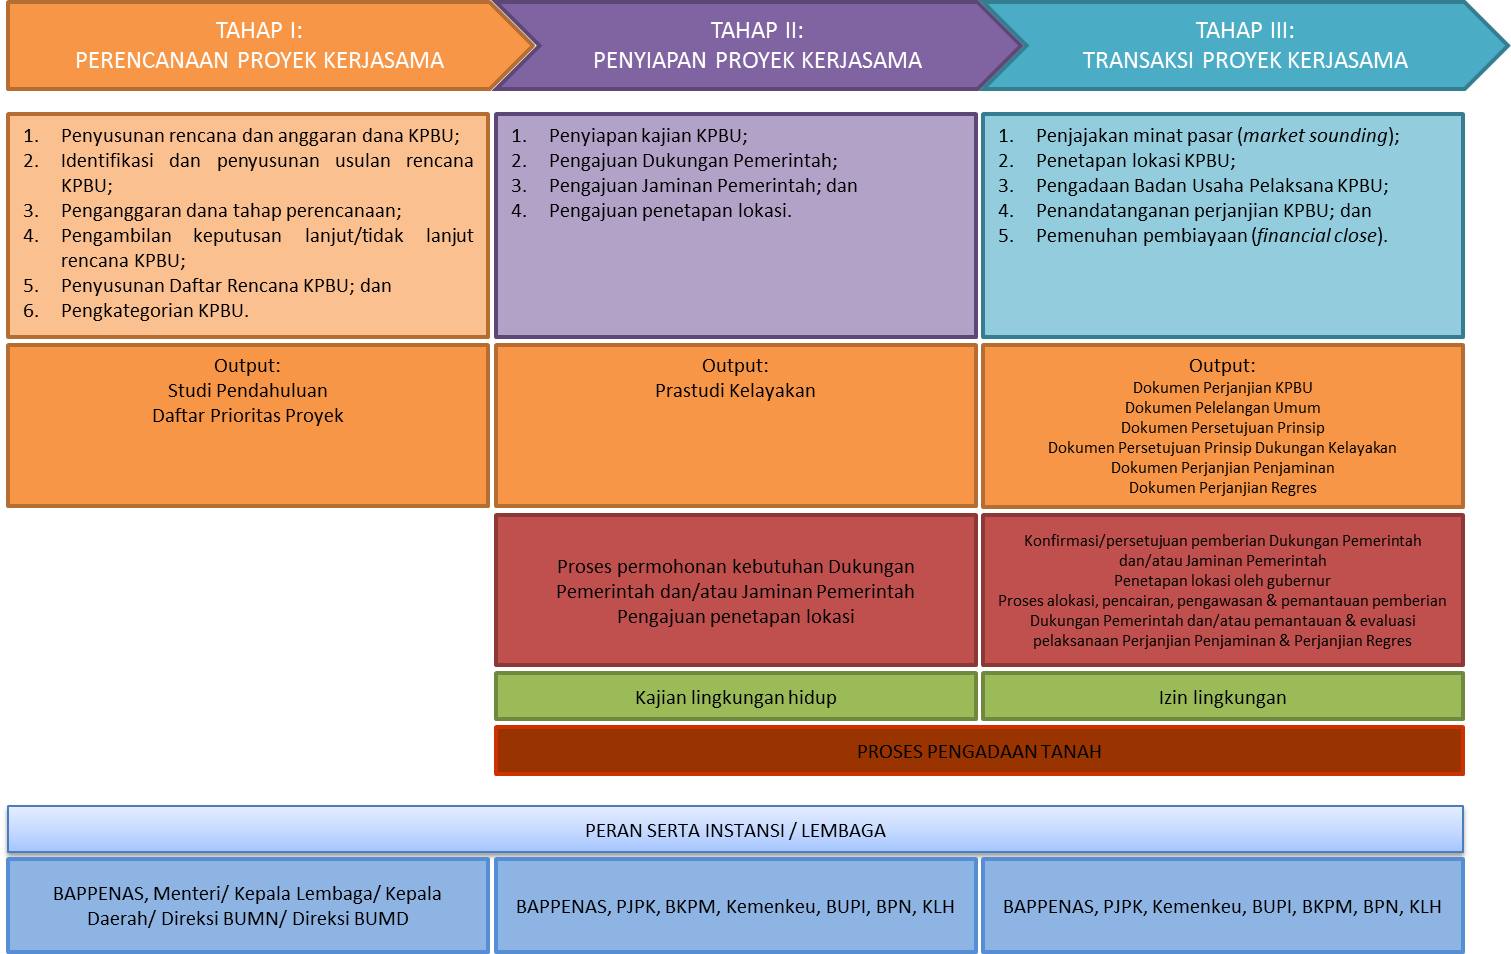 TAHAP I:
PERENCANAAN PROYEK KERJASAMA
TAHAP II:
PENYIAPAN PROYEK KERJASAMA
TAHAP III:
TRANSAKSI PROYEK KERJASAMA
1. Penyusunan rencana dan anggaran dana KPBU;
2. Identifikasi dan penyusunan usulan rencana
KPBU;
3. Penganggaran dana tahap perencanaan;
4. Pengambilan keputusan lanjut/tidak lanjut
rencana KPBU;
5. Penyusunan Daftar Rencana KPBU; dan
6. Pengkategorian KPBU.
1. Penyiapan kajian KPBU;
2. Pengajuan Dukungan Pemerintah;
3. Pengajuan Jaminan Pemerintah; dan
4. Pengajuan penetapan lokasi.
1. Penjajakan minat pasar (market sounding);
2. Penetapan lokasi KPBU;
3. Pengadaan Badan Usaha Pelaksana KPBU;
4. Penandatanganan perjanjian KPBU; dan
5. Pemenuhan pembiayaan (financial close).
Output:
Studi Pendahuluan
Daftar Prioritas Proyek
Output:
Prastudi Kelayakan
Output:
Dokumen Perjanjian KPBU
Dokumen Pelelangan Umum
Dokumen Persetujuan Prinsip
Dokumen Persetujuan Prinsip Dukungan Kelayakan
Dokumen Perjanjian Penjaminan
Dokumen Perjanjian Regres
Proses permohonan kebutuhan Dukungan
Pemerintah dan/atau Jaminan Pemerintah
Pengajuan penetapan lokasi
Konfirmasi/persetujuan pemberian Dukungan Pemerintah
dan/atau Jaminan Pemerintah
Penetapan lokasi oleh gubernur
Proses alokasi, pencairan, pengawasan & pemantauan pemberian
Dukungan Pemerintah dan/atau pemantauan & evaluasi
pelaksanaan Perjanjian Penjaminan & Perjanjian Regres
Kajian lingkungan hidup
Izin lingkungan
PROSES PENGADAAN TANAH
PERAN SERTA INSTANSI / LEMBAGA
BAPPENAS, Menteri/ Kepala Lembaga/ Kepala
Daerah/ Direksi BUMN/ Direksi BUMD
BAPPENAS, PJPK, BKPM, Kemenkeu, BUPI, BPN, KLH
BAPPENAS, PJPK, Kemenkeu, BUPI, BKPM, BPN, KLH